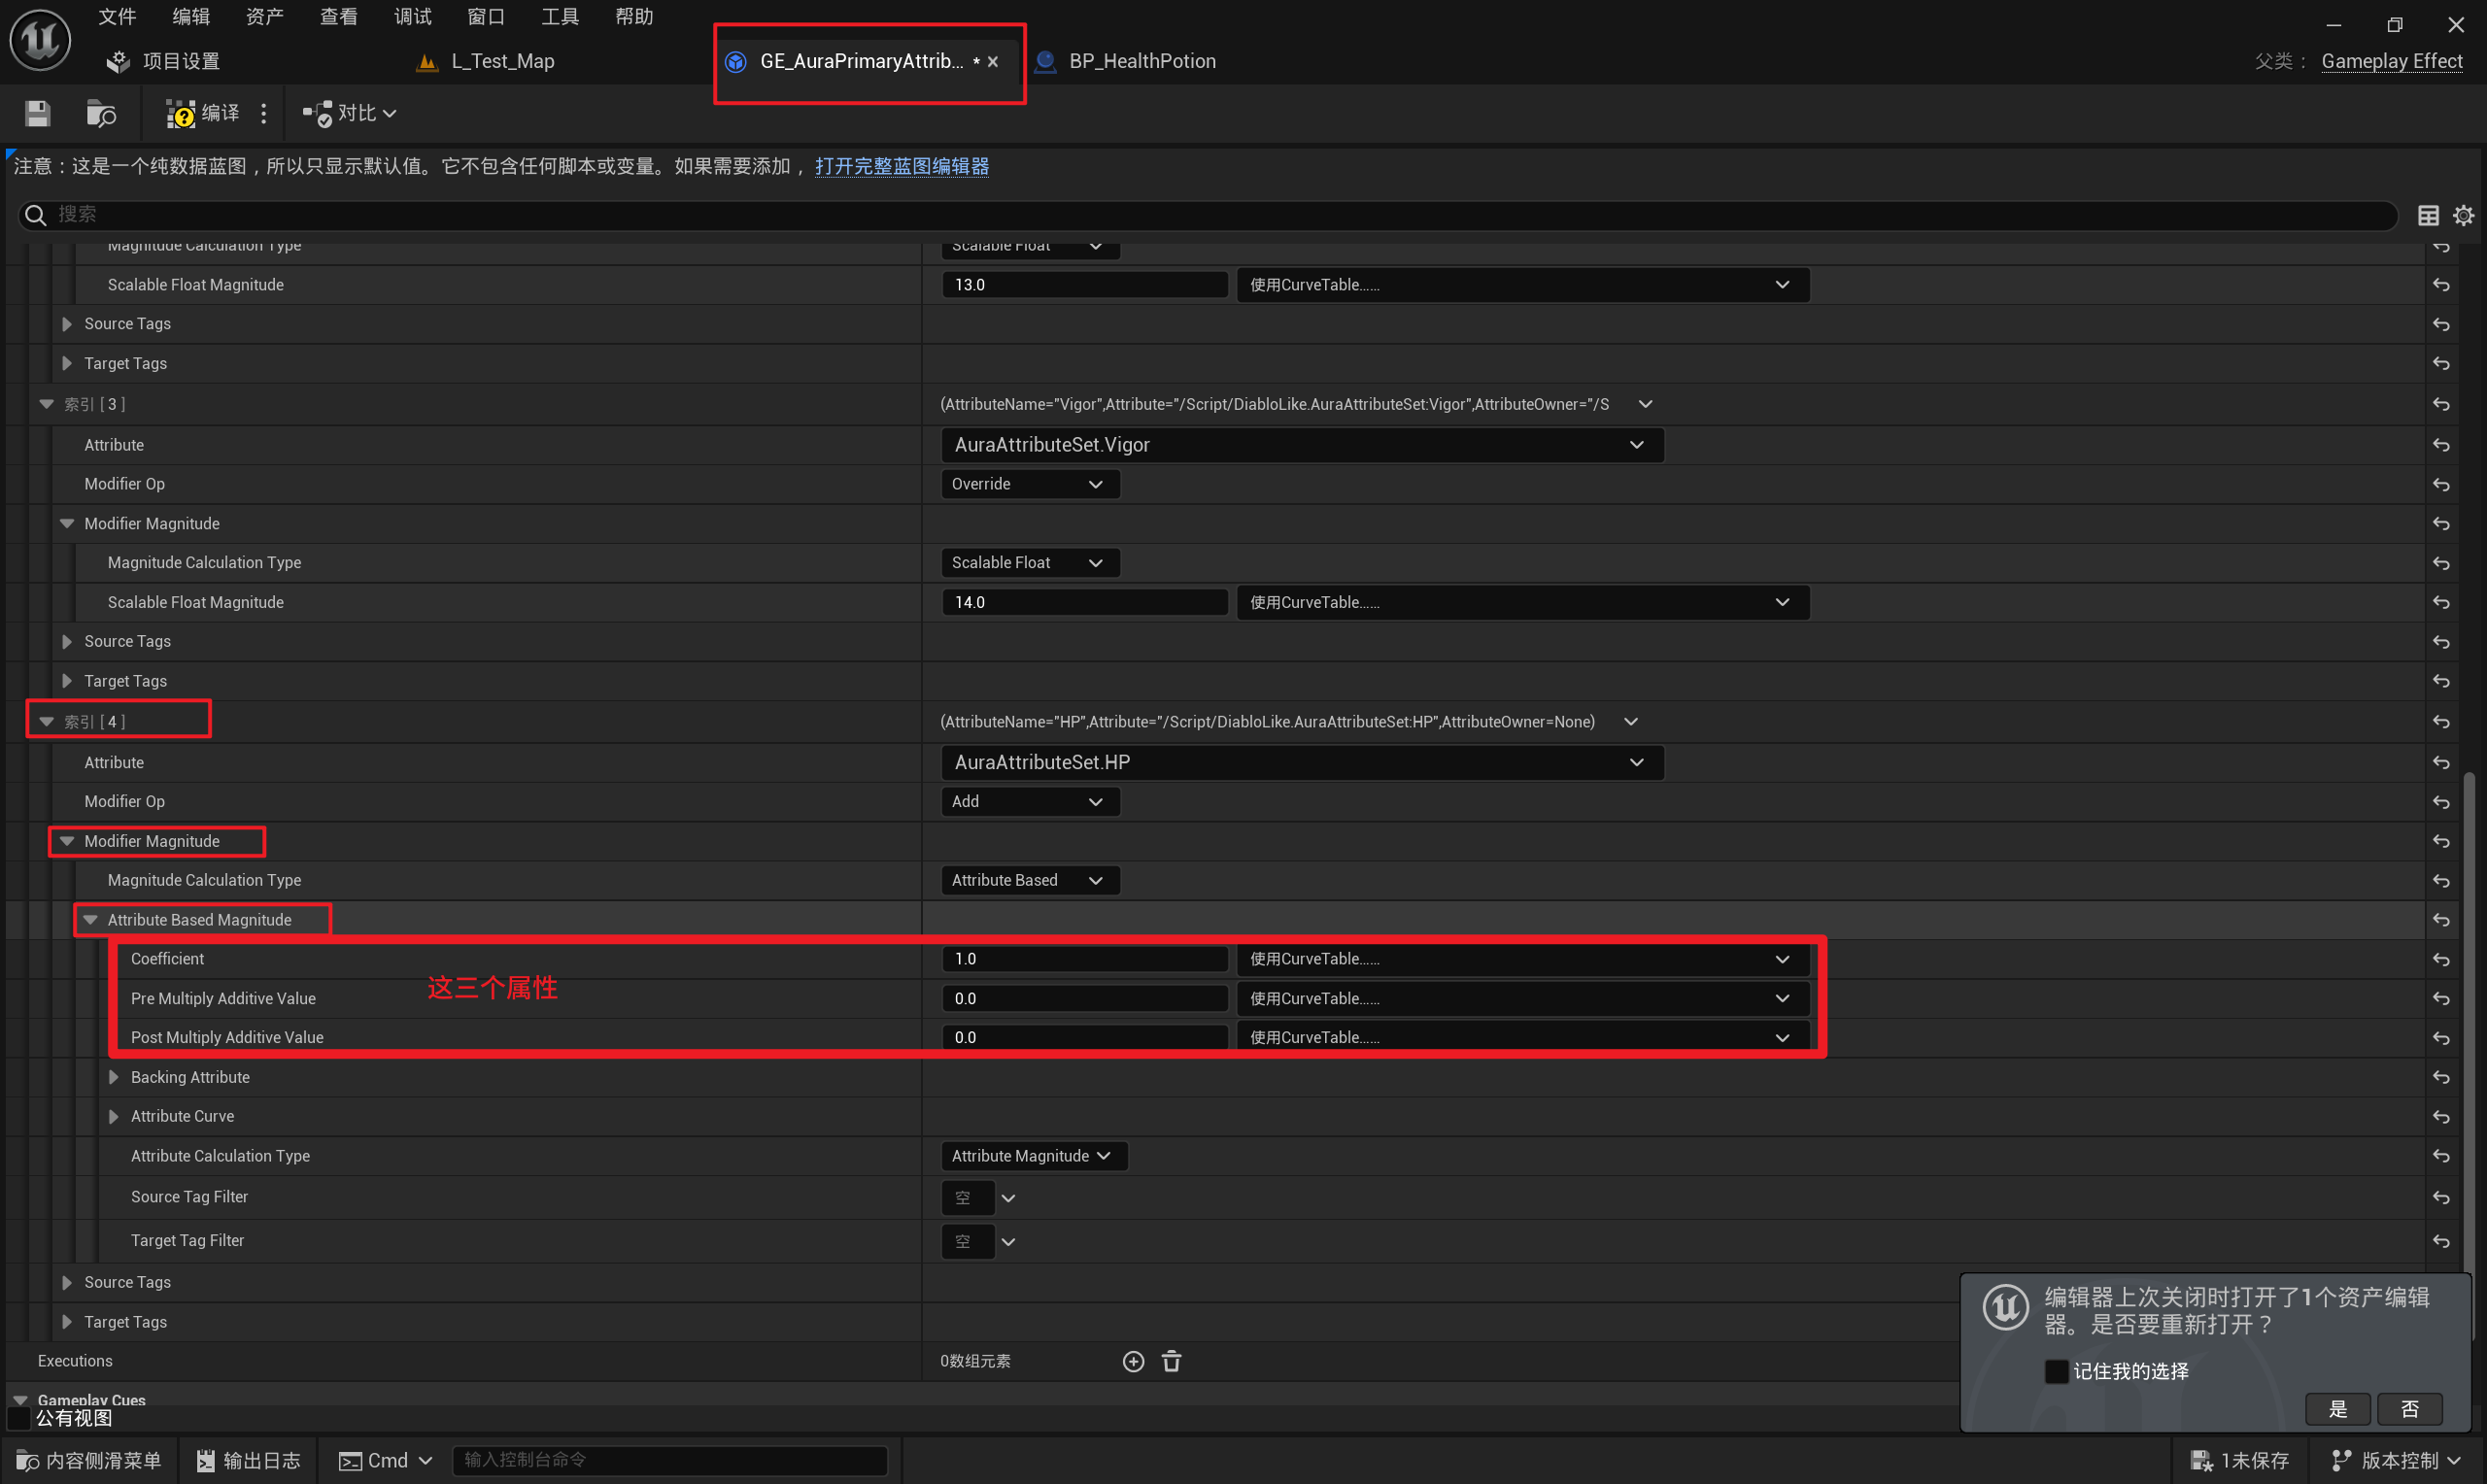 文件 编辑 资产 查看 调试 窗口 工具 帮助
项目设置 L_Test_Map GE_AuraPrimaryAttrib... * BP_HealthPotion 父类： Gameplay Effect
编译 对比
注意：这是一个纯数据蓝图，所以只显示默认值。它不包含任何脚本或变量。如果需要添加， 打开完整蓝图编辑器
搜索
Magnitude Calculation Type Scalable Float
Scalable Float Magnitude 13.0 使用CurveTable......
Source Tags
Target Tags
索引 [ 3 ] (AttributeName="Vigor",Attribute="/Script/DiabloLike.AuraAttributeSet:Vigor",AttributeOwner="/S
Attribute AuraAttributeSet.Vigor
Modifier Op Override
Modifier Magnitude
Magnitude Calculation Type Scalable Float
Scalable Float Magnitude 14.0 使用CurveTable......
Source Tags
Target Tags
索引 [ 4 ] (AttributeName="HP",Attribute="/Script/DiabloLike.AuraAttributeSet:HP",AttributeOwner=None)
Attribute AuraAttributeSet.HP
Modifier Op Add
Modifier Magnitude
Magnitude Calculation Type Attribute Based
Attribute Based Magnitude
Coefficient 1.0 使用CurveTable......
这三个属性
Pre Multiply Additive Value 0.0 使用CurveTable......
Post Multiply Additive Value 0.0 使用CurveTable......
Backing Attribute
Attribute Curve
Attribute Calculation Type Attribute Magnitude
Source Tag Filter 空
Target Tag Filter 空
Source Tags
Target Tags
Executions 0数组元素
Gameplay Cues
公有视图
编辑器上次关闭时打开了1个资产编辑
器。是否要重新打开？
记住我的选择
是 否
内容侧滑菜单 输出日志 Cmd 输入控制台命令 1未保存 版本控制